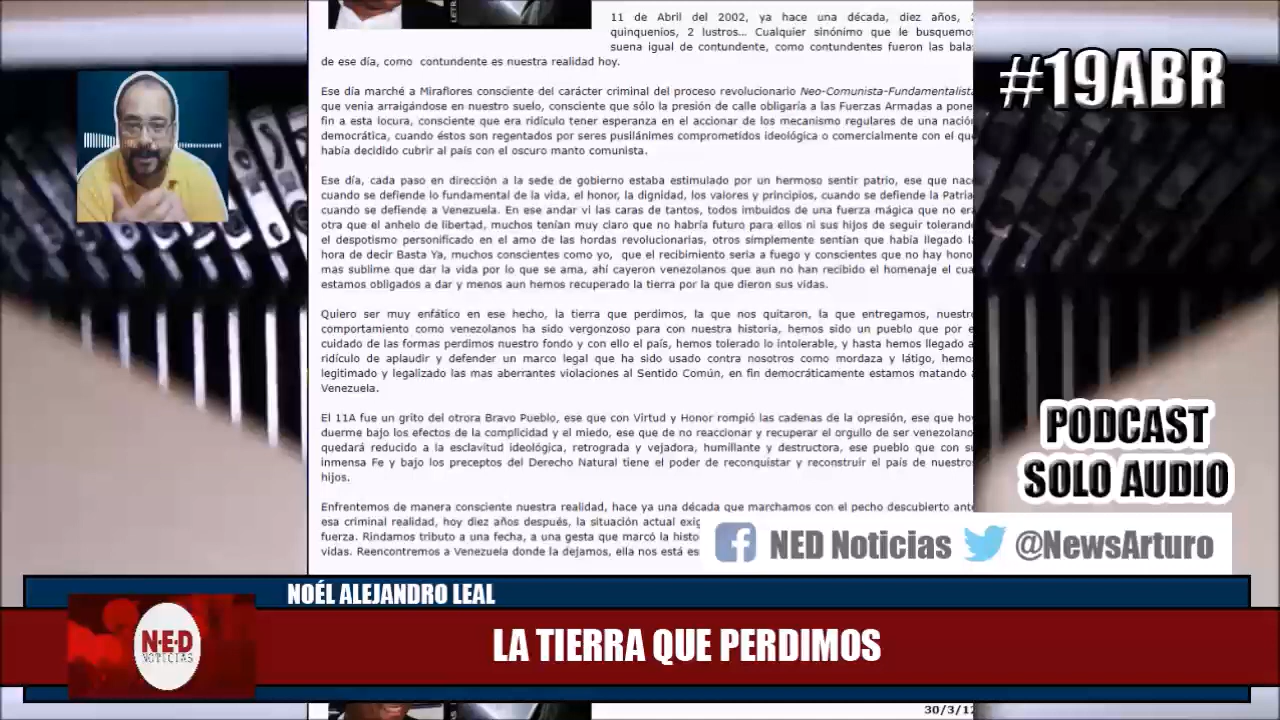 11 de Abril del 2002, ya hace una década, diez años, 2
quinquenios, 2 lustros... Cualquier sinónimo que le busquemo
suena igual de contundente, como contundentes fueron las bala
de ese día, como contundente es nuestra realidad hoy.
Ese día marché a Miraflores consciente del carácter criminal del proceso revolucionario Neo-Comunista-Fundamentalista
que venía arraigándose en nuestro suelo, consciente que sólo la presión de calle obligaría a las Fuerzas Armadas a pone
fin a esta locura, consciente que era ridículo tener esperanza en el accionar de los mecanismo regulares de una nació
democrática, cuando éstos son regentados por seres pusilánimes comprometidos ideológica o comercialmente con el qu
había decidido cubrir al país con el oscuro manto comunista.
Ese día, cada paso en dirección a la sede de gobierno estaba estimulado por un hermoso sentir patrio, ese que nac
cuando se defiende lo fundamental de la vida, el honor, la dignidad, los valores y principios, cuando se defiende la Patria
cuando se defiende a Venezuela. En ese andar vi las caras de tantos, todos imbuidos de una fuerza mágica que no era
otra que el anhelo de libertad, muchos tenían muy claro que no habría futuro para ellos ni sus hijos de seguir tolerand
el despotismo personificado en el amo de las hordas revolucionarias, otros simplemente sentían que había llegado l
hora de decir Basta Ya, muchos conscientes como yo, que el recibimiento seria a fuego y conscientes que no hay hono
mas sublime que dar la vida por lo que se ama, ahí cayeron venezolanos que aun no han recibido el homenaje el cua
estamos obligados a dar y menos aun hemos recuperado la tierra por la que dieron sus vidas.
Quiero ser muy enfático en ese hecho, la tierra que perdimos, la que nos quitaron, la que entregamos, nuestro
comportamiento como venezolanos ha sido vergonzoso para con nuestra historia, hemos sido un pueblo que por e
cuidado de las formas perdimos nuestro fondo y con ello el país, hemos tolerado lo intolerable, y hasta hemos llegado a
ridículo de aplaudir y defender un marco legal que ha sido usado contra nosotros como mordaza y látigo, hemo
legitimado y legalizado las mas aberrantes violaciones al Sentido Común, en fin democráticamente estamos matando a
Venezuela.
El 11A fue un grito del otrora Bravo Pueblo, ese que con Virtud y Honor rompió las cadenas de la opresión, ese que ho
duerme bajo los efectos de la complicidad y el miedo, ese que de no reaccionar y recuperar el orgullo de ser venezolano
quedará reducido a la esclavitud ideológica, retrograda y vejadora, humillante y destructora, ese pueblo que con s
inmensa Fe y bajo los preceptos del Derecho Natural tiene el poder de reconquistar y reconstruir el país de nuestro
hijos.
Enfrentemos de manera consciente nuestra realidad, hace ya una década que marchamos con el pecho descubierto ant
esa criminal realidad, hoy diez años después, la situación actual exig
fuerza. Rindamos tributo a una fecha, a una gesta que marcó la histo
vidas. Reencontremos a Venezuela donde la dejamos, ella nos está es
#19ABR
PODCAST
SOLO AUDIO
NED Noticias @NewsArturo
NOÉL ALEJANDRO LEAL
N·E·D
NOTICIAS
LA TIERRA QUE PERDIMOS
30/3/17